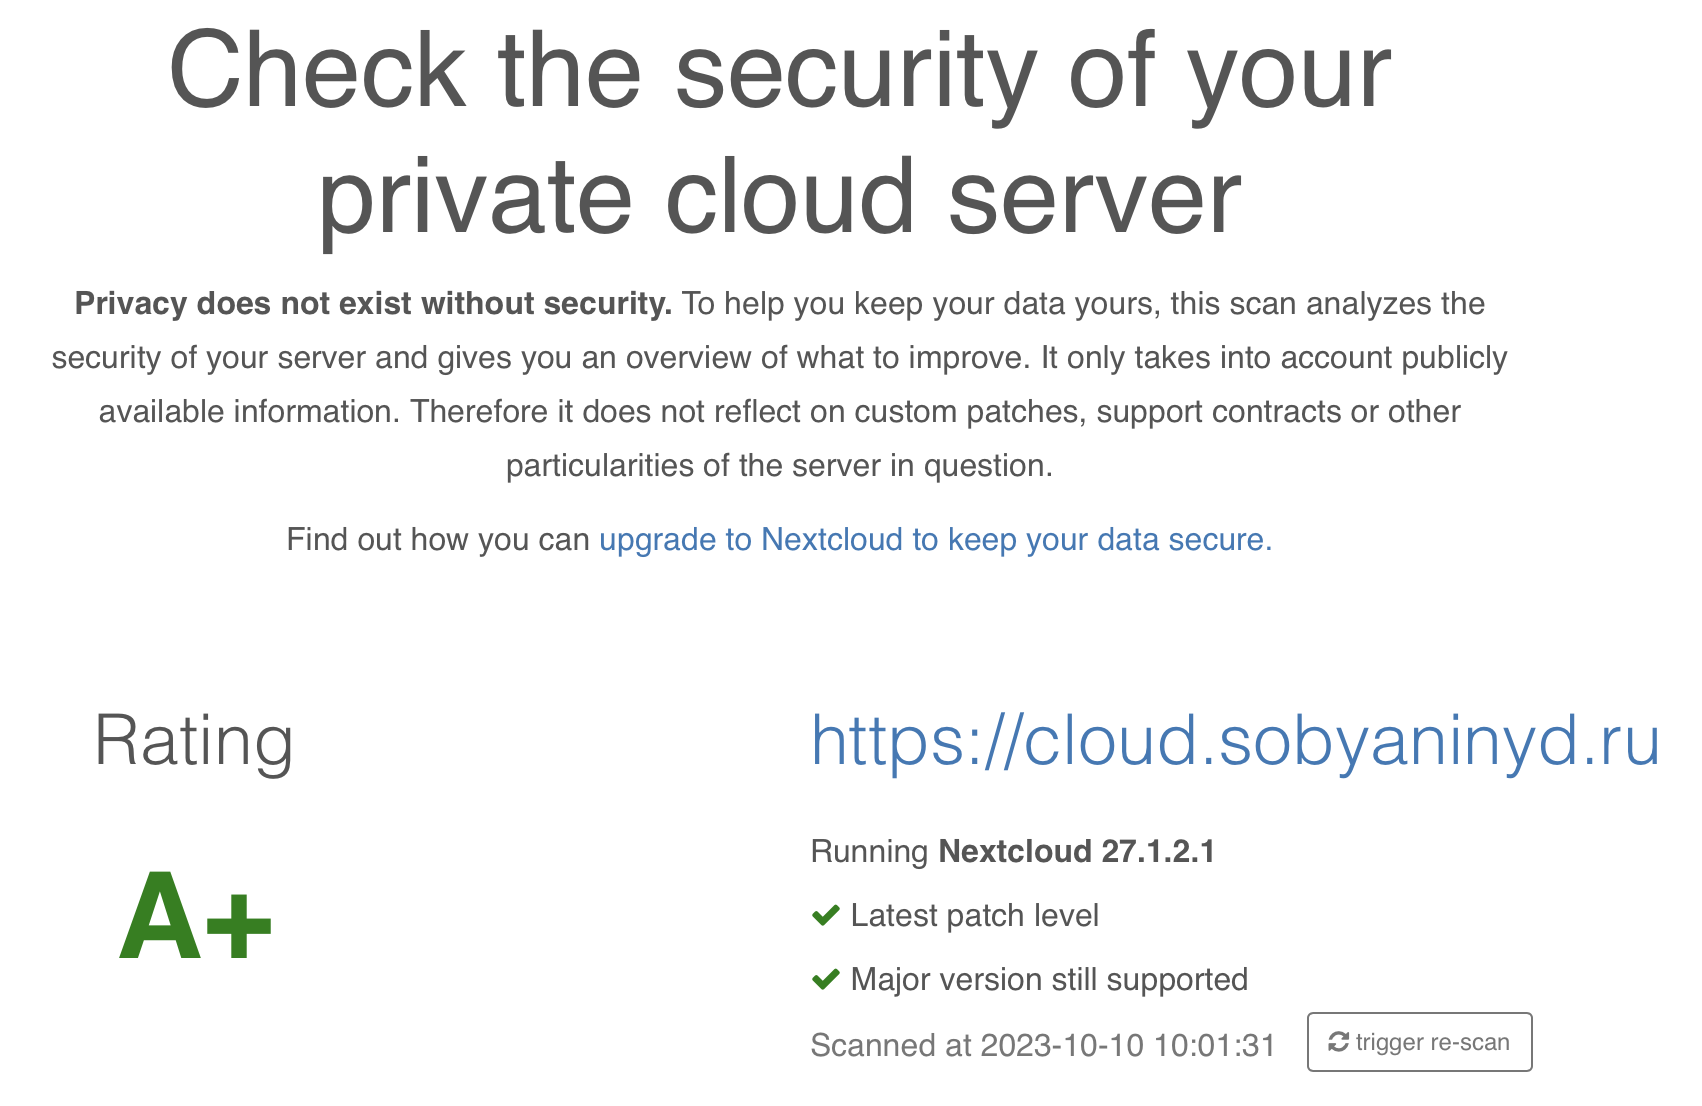 Check the security of your
private cloud server
Privacy does not exist without security. To help you keep your data yours, this scan analyzes the
security of your server and gives you an overview of what to improve. It only takes into account publicly
available information. Therefore it does not reflect on custom patches, support contracts or other
particularities of the server in question.
Find out how you can upgrade to Nextcloud to keep your data secure.
Rating
A+
https://cloud.sobyaninyd.ru
Running Nextcloud 27.1.2.1
Latest patch level
Major version still supported
Scanned at 2023-10-10 10:01:31
trigger re-scan